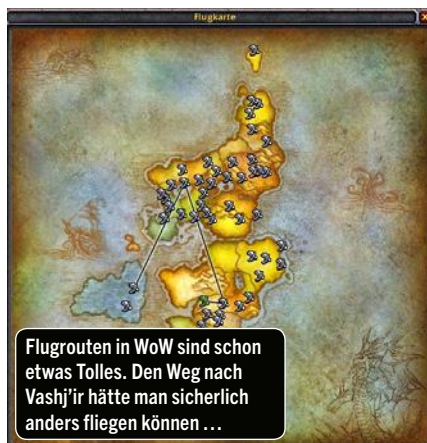 Flugkarte
Flugrouten in WoW sind schon
etwas Tolles. Den Weg nach
Vashj'ir hätte man sicherlich
anders fliegen können ...